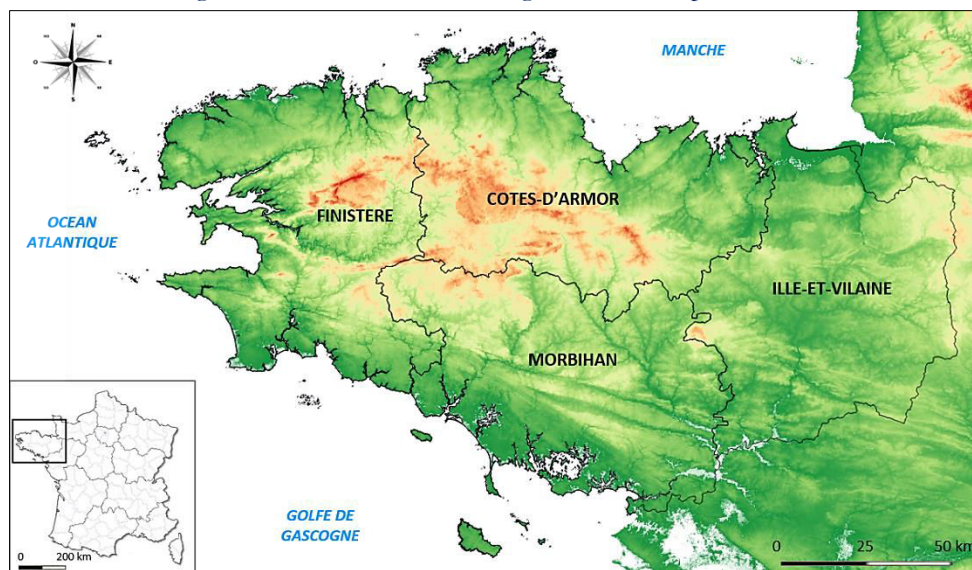 N
O
E
S
MANCHE
OCEAN
ATLANTIQUE
FINISTERE
COTES-D'ARMOR
ILLE-ET-VILAINE
MORBIHAN
GOLFE DE
GASCOGNE
0 200 km
0 25 50 km